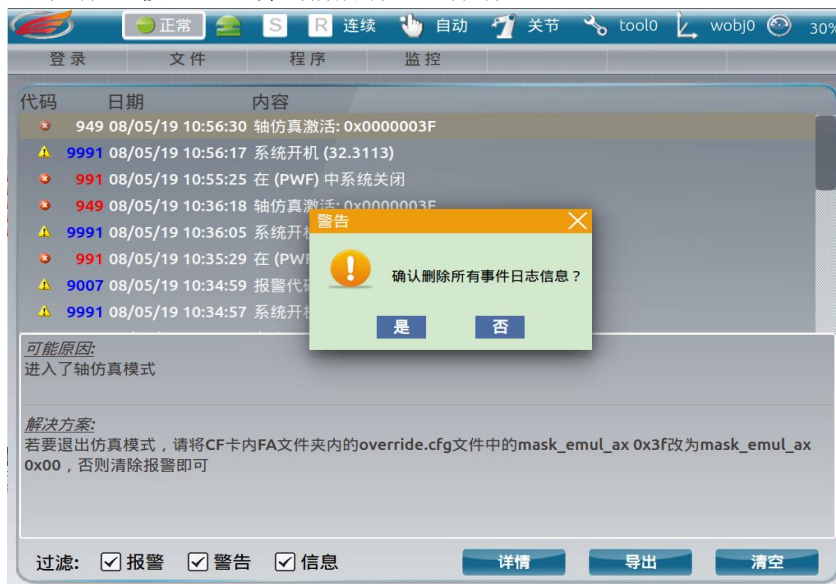 正常 S R 连续 自动 关节 tool0 wobj0 30%
登录 文件 程序 监控
代码 日期 内容
949 08/05/19 10:56:30 轴仿真激活: 0x0000003F
9991 08/05/19 10:56:17 系统开机 (32.3113)
991 08/05/19 10:55:25 在 (PWF) 中系统关闭
949 08/05/19 10:36:18 轴仿真激活: 0x0000003F
9991 08/05/19 10:36:05 系统开
991 08/05/19 10:35:29 在 (PW
9007 08/05/19 10:34:59 报警代
9991 08/05/19 10:34:57 系统开
警告
确认删除所有事件日志信息？
是 否
可能原因:
进入了轴仿真模式
解决方案:
若要退出仿真模式，请将CF卡内FA文件夹内的override.cfg文件中的mask_emul_ax 0x3f改为mask_emul_ax
0x00，否则清除报警即可
过滤: 报警 警告 信息 详情 导出 清空